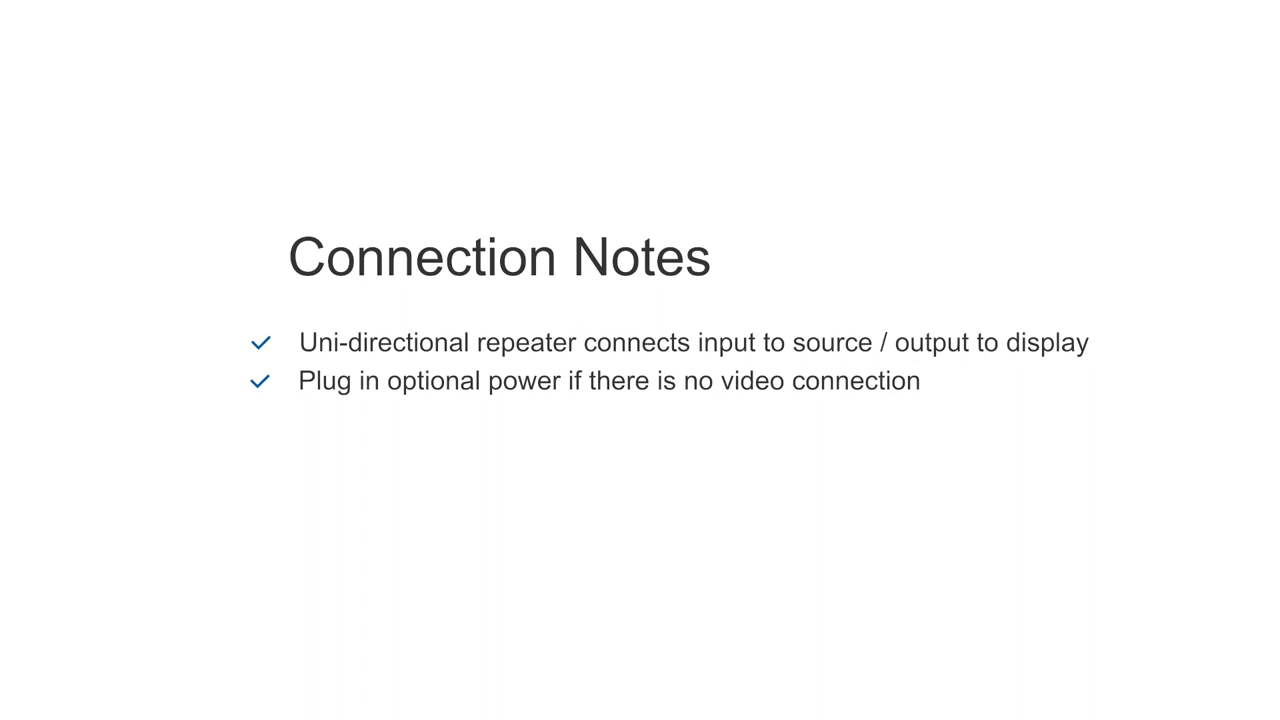 Connection Notes
Uni-directional repeater connects input to source / output to display
Plug in optional power if there is no video connection